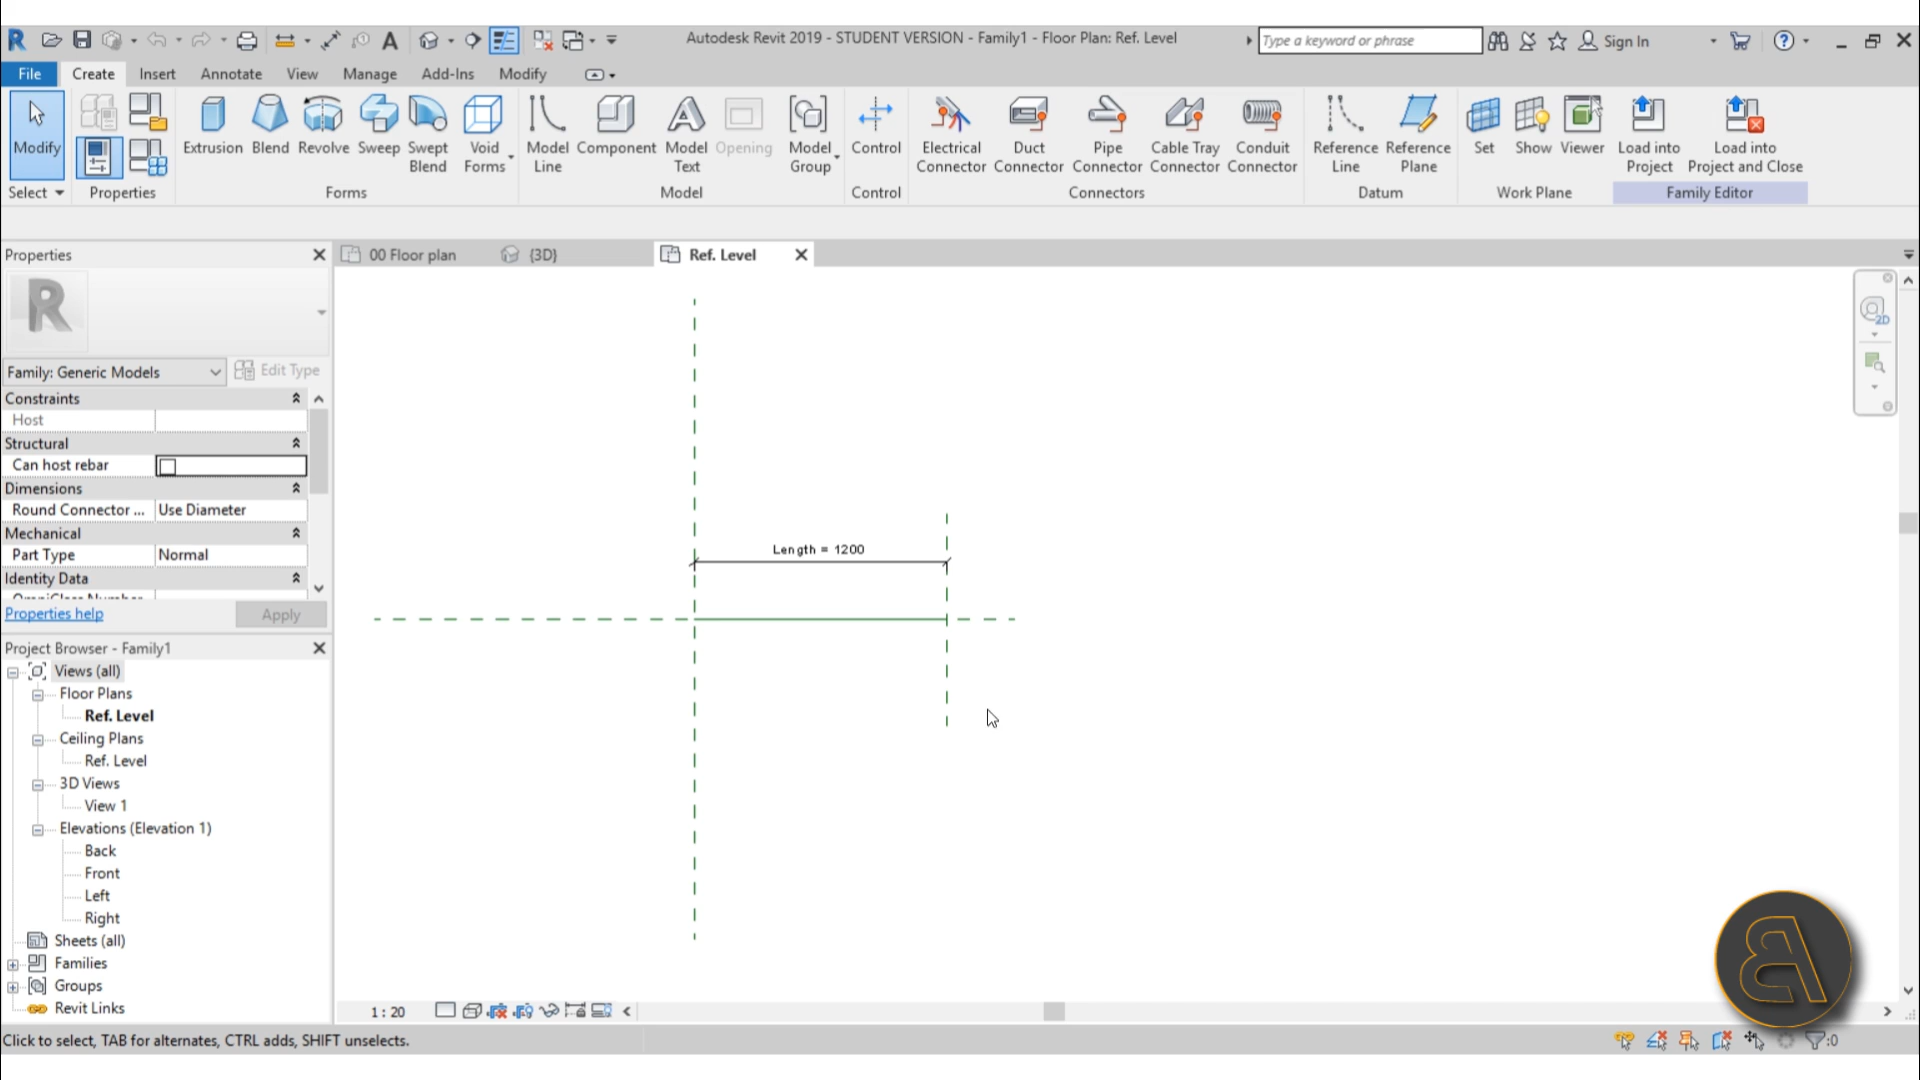 Autodesk Revit 2019 - STUDENT VERSION - Family1 - Floor Plan: Ref. Level
Type a keyword or phrase
Sign In
File Create Insert Annotate View Manage Add-Ins Modify
Modify
Extrusion Blend Revolve Sweep Swept Blend Void Forms
Model Line Component Model Text Opening Model Group
Control
Electrical Connector Duct Connector Pipe Connector Cable Tray Connector Conduit Connector
Reference Line Reference Plane
Set Show Viewer
Load into Project Load into Project and Close
Select Properties Forms Model Control Connectors Datum Work Plane Family Editor
Properties
00 Floor plan {3D} Ref. Level
R
Family: Generic Models Edit Type
Constraints
Host
Structural
Can host rebar
Dimensions
Round Connector ... Use Diameter
Mechanical
Part Type Normal
Identity Data
Properties help Apply
Project Browser - Family1
Views (all)
Floor Plans
Ref. Level
Ceiling Plans
Ref. Level
3D Views
View 1
Elevations (Elevation 1)
Back
Front
Left
Right
Sheets (all)
Families
Groups
Revit Links
Length = 1200
2D
1 : 20
Click to select, TAB for alternates, CTRL adds, SHIFT unselects.
:0